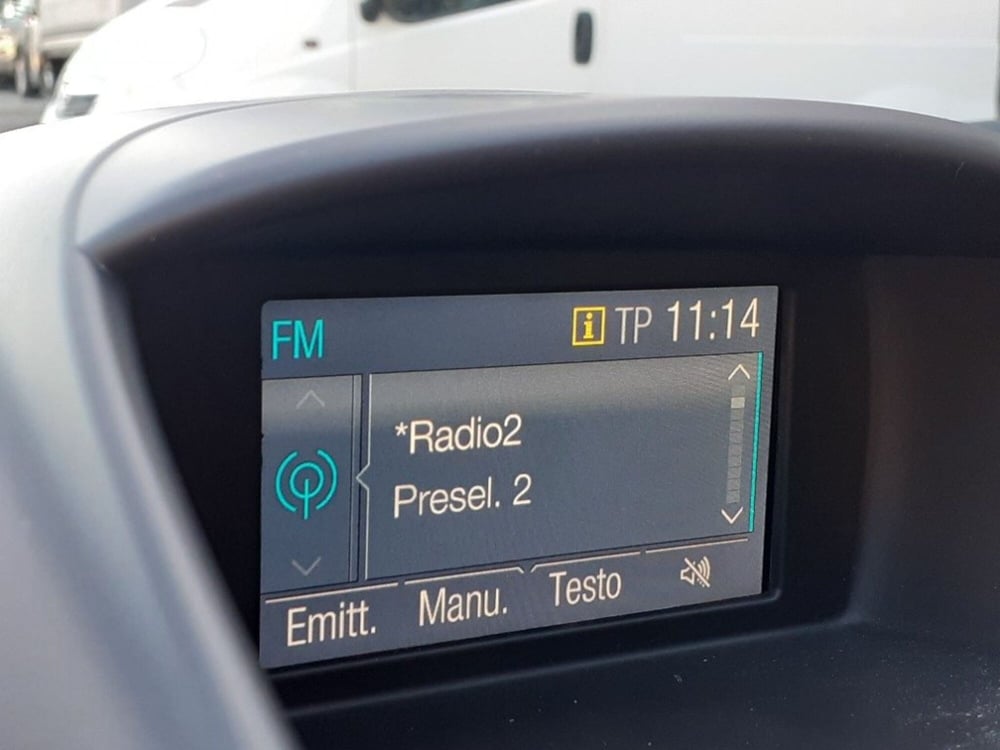 FM i TP 11:14
*Radio2
Presel. 2
Emitt. Manu. Testo